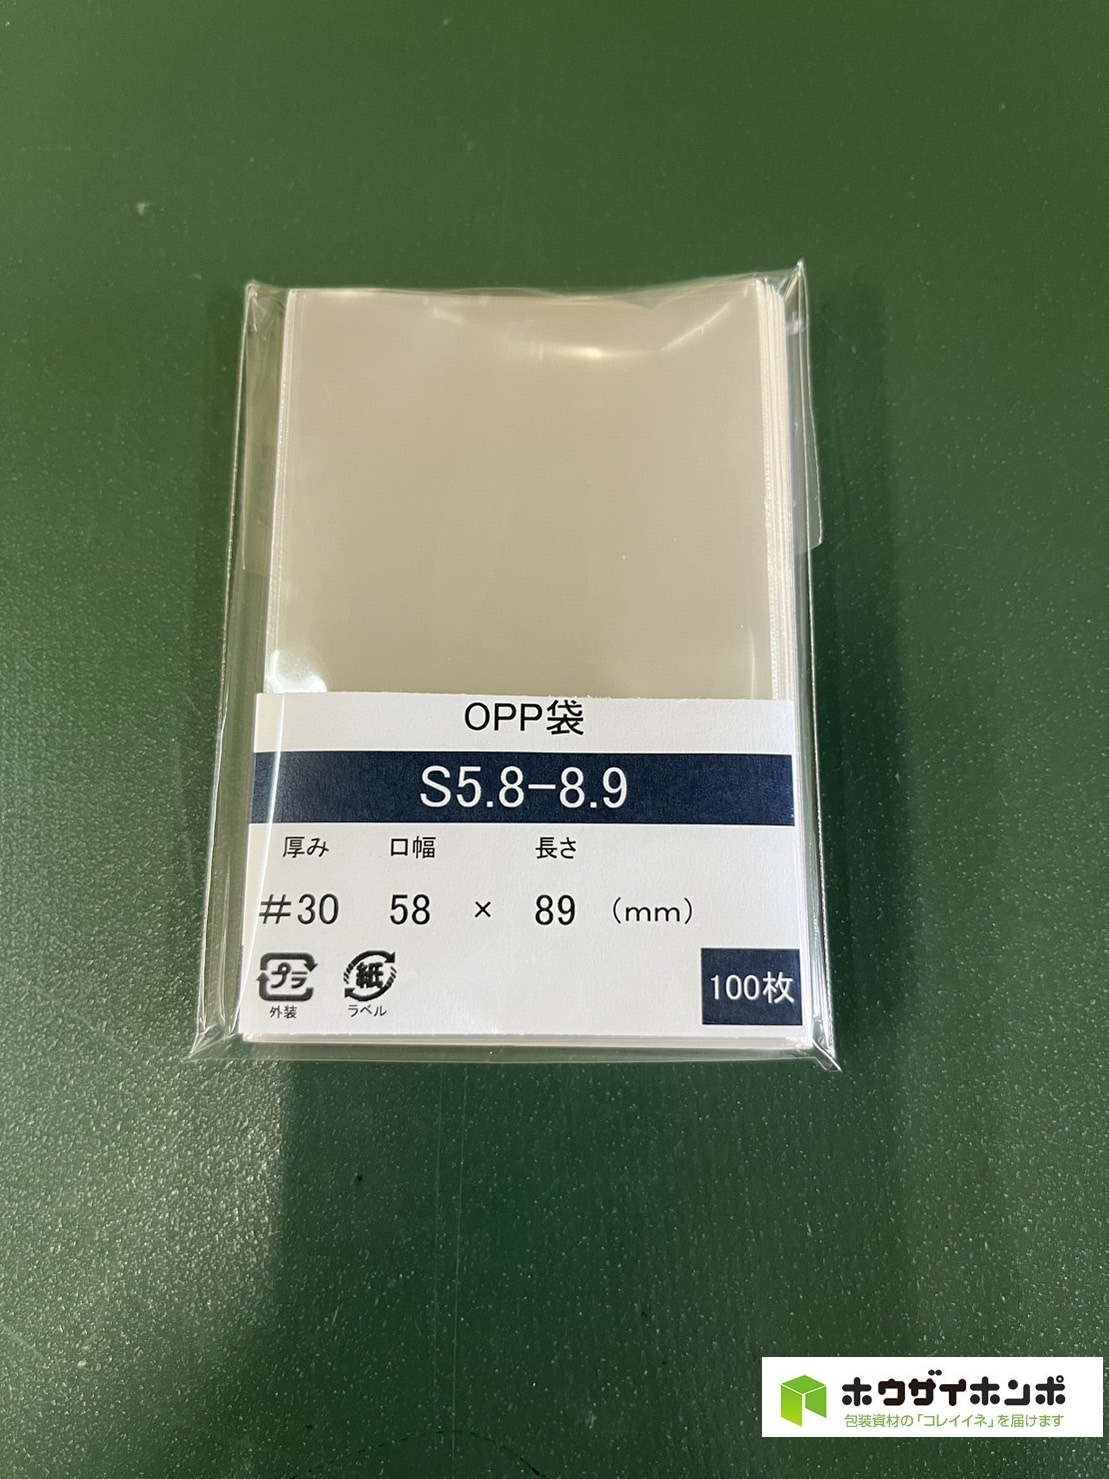 OPP袋
S5.8-8.9
厚み 口幅 長さ
#30 58 × 89 (mm)
プラ 紙
外装 ラベル
100枚
ホウザイホンポ
包装資材の「コレイイネ」を届けます